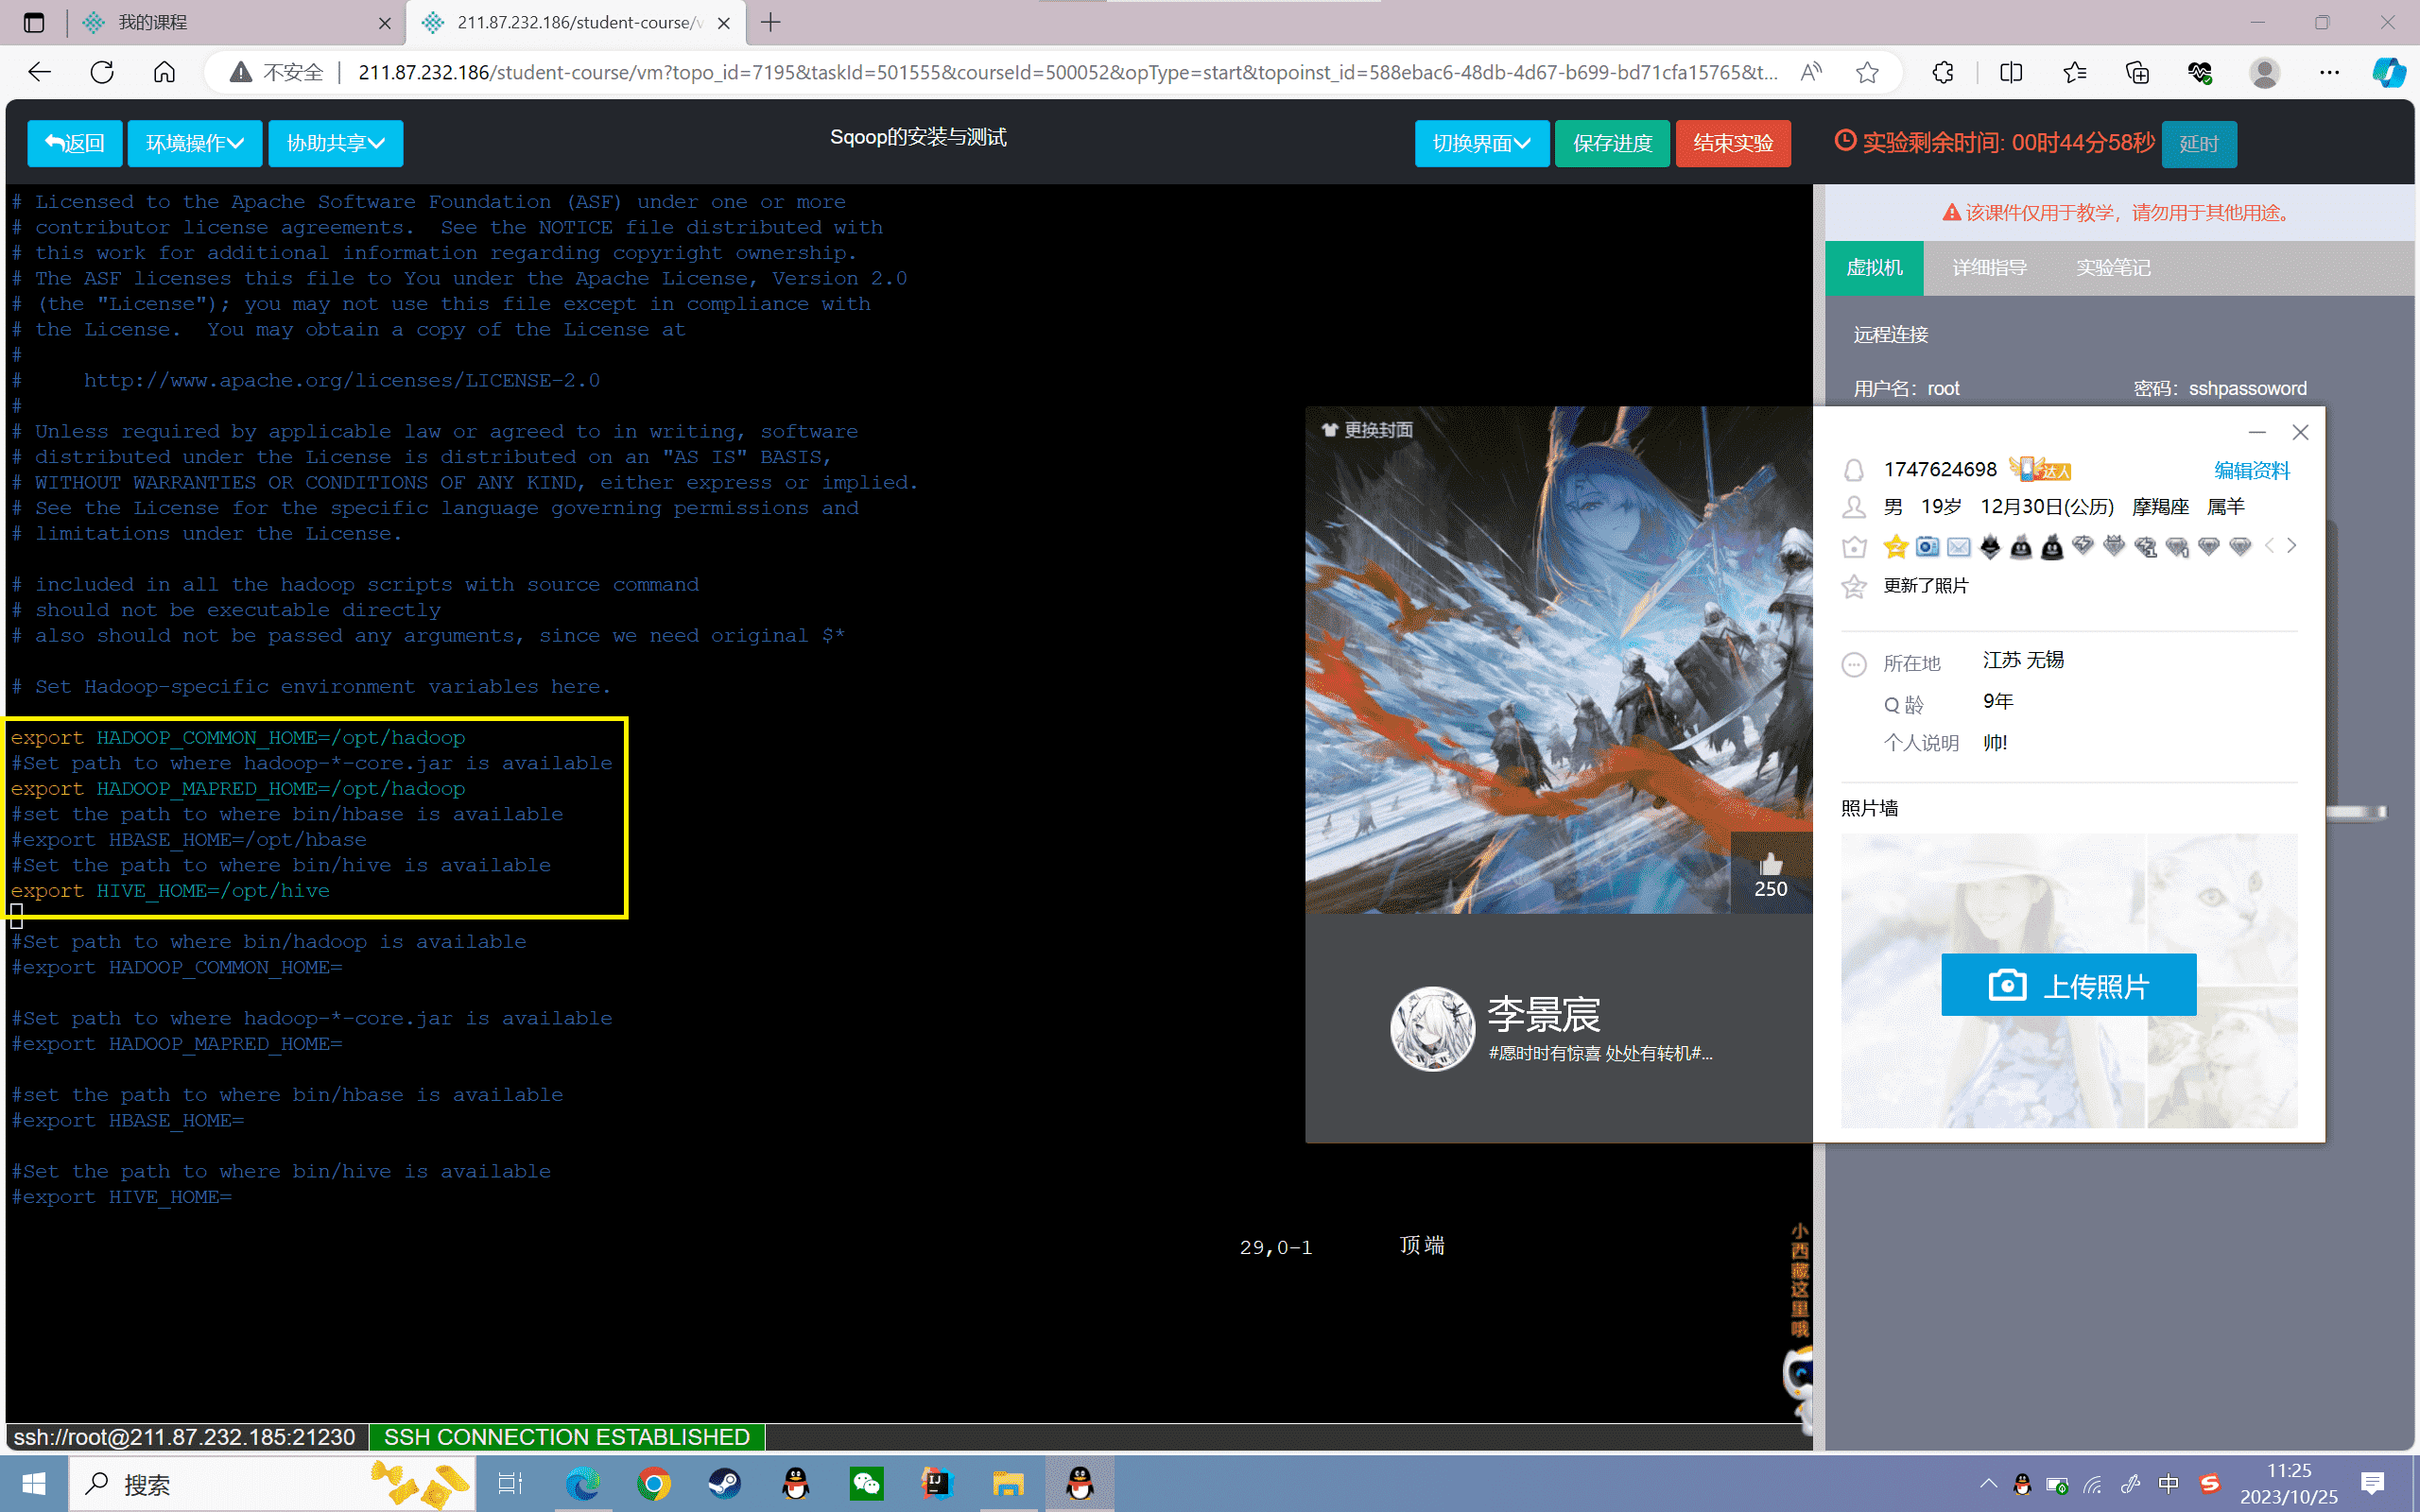 我的课程
211.87.232.186/student-course/v
不安全
211.87.232.186/student-course/vm?topo_id=7195&taskId=501555&courseId=500052&opType=start&topoinst_id=588ebac6-48db-4d67-b699-bd71cfa15765&t...
返回
环境操作
协助共享
Sqoop的安装与测试
切换界面
保存进度
结束实验
实验剩余时间: 00时44分58秒
延时
# Licensed to the Apache Software Foundation (ASF) under one or more
# contributor license agreements.  See the NOTICE file distributed with
# this work for additional information regarding copyright ownership.
# The ASF licenses this file to You under the Apache License, Version 2.0
# (the "License"); you may not use this file except in compliance with
# the License.  You may obtain a copy of the License at
#
#     http://www.apache.org/licenses/LICENSE-2.0
#
# Unless required by applicable law or agreed to in writing, software
# distributed under the License is distributed on an "AS IS" BASIS,
# WITHOUT WARRANTIES OR CONDITIONS OF ANY KIND, either express or implied.
# See the License for the specific language governing permissions and
# limitations under the License.
# included in all the hadoop scripts with source command
# should not be executable directly
# also should not be passed any arguments, since we need original $*
# Set Hadoop-specific environment variables here.
export HADOOP_COMMON_HOME=/opt/hadoop
#Set path to where hadoop-*-core.jar is available
export HADOOP_MAPRED_HOME=/opt/hadoop
#set the path to where bin/hbase is available
#export HBASE_HOME=/opt/hbase
#Set the path to where bin/hive is available
export HIVE_HOME=/opt/hive
#Set path to where bin/hadoop is available
#export HADOOP_COMMON_HOME=
#Set path to where hadoop-*-core.jar is available
#export HADOOP_MAPRED_HOME=
#set the path to where bin/hbase is available
#export HBASE_HOME=
#Set the path to where bin/hive is available
#export HIVE_HOME=
29,0-1
顶端
该课件仅用于教学，请勿用于其他用途。
虚拟机
详细指导
实验笔记
远程连接
用户名：root
密码：sshpassoword
更换封面
250
李景宸
#愿时时有惊喜 处处有转机#...
1747624698
达人
编辑资料
男 19岁 12月30日(公历) 摩羯座 属羊
更新了照片
所在地 江苏 无锡
Q 龄 9年
个人说明 帅!
照片墙
上传照片
小西藏这里哦
ssh://root@211.87.232.185:21230
SSH CONNECTION ESTABLISHED
搜索
中
11:25
2023/10/25